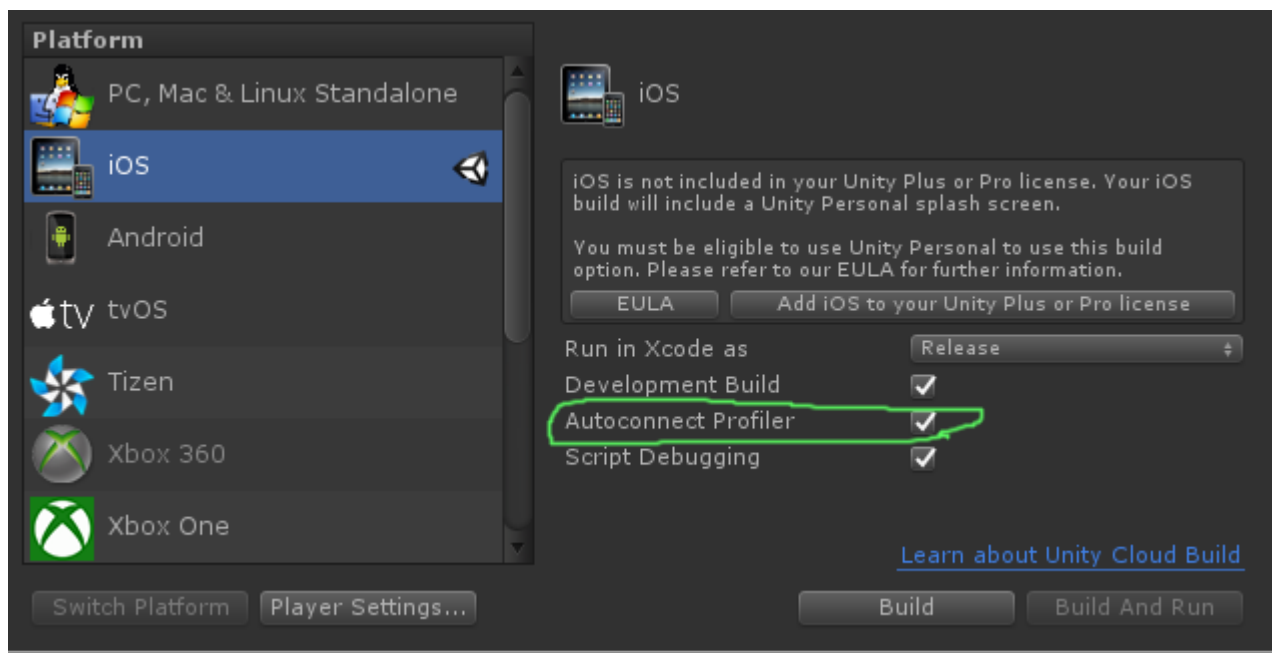 Platform
PC, Mac & Linux Standalone
iOS
Android
tv tvOS
Tizen
Xbox 360
Xbox One
Switch Platform
Player Settings...
iOS
iOS is not included in your Unity Plus or Pro license. Your iOS
build will include a Unity Personal splash screen.
You must be eligible to use Unity Personal to use this build
option. Please refer to our EULA for further information.
EULA
Add iOS to your Unity Plus or Pro license
Run in Xcode as
Release
Development Build
Autoconnect Profiler
Script Debugging
Learn about Unity Cloud Build
Build
Build And Run